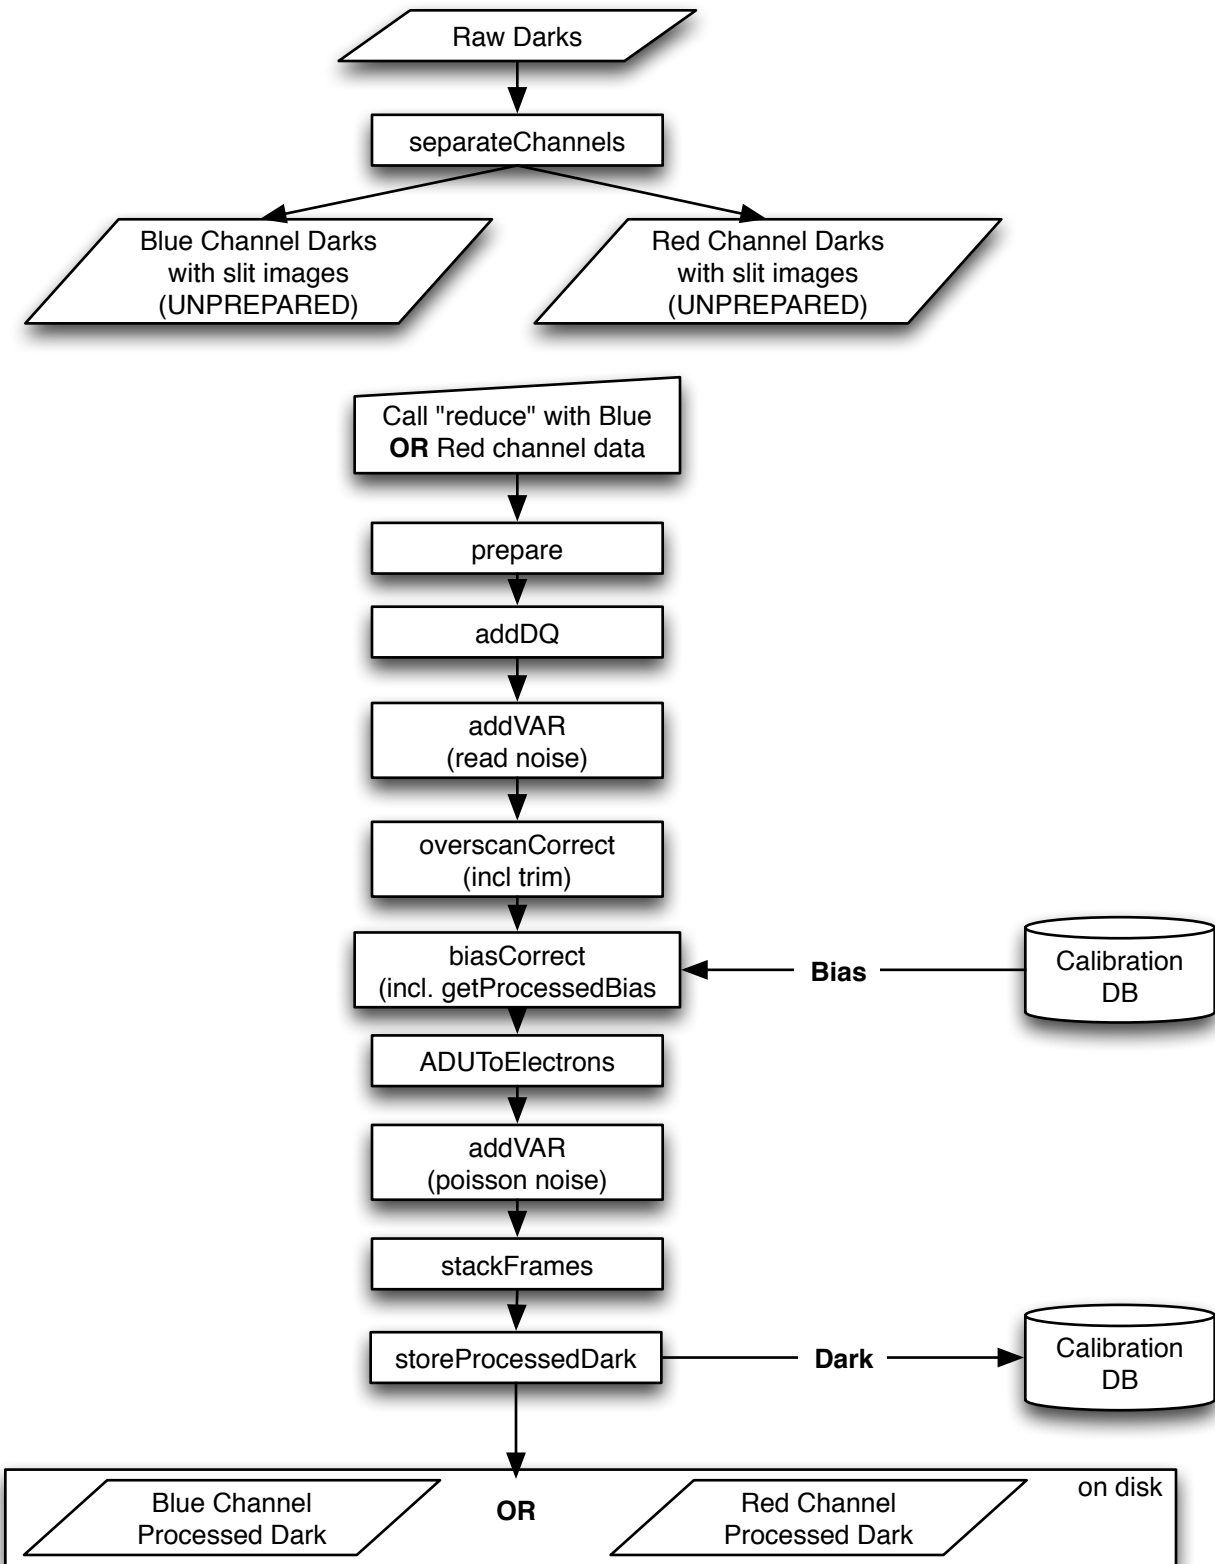 Raw Darks
separateChannels
Blue Channel Darks
with slit images
(UNPREPARED)
Red Channel Darks
with slit images
(UNPREPARED)
Call "reduce" with Blue
OR Red channel data
prepare
addDQ
addVAR
(read noise)
overscanCorrect
(incl trim)
biasCorrect
(incl. getProcessedBias
Bias
Calibration
DB
ADUToElectrons
addVAR
(poisson noise)
stackFrames
storeProcessedDark
Dark
Calibration
DB
on disk
Blue Channel
Processed Dark
OR
Red Channel
Processed Dark